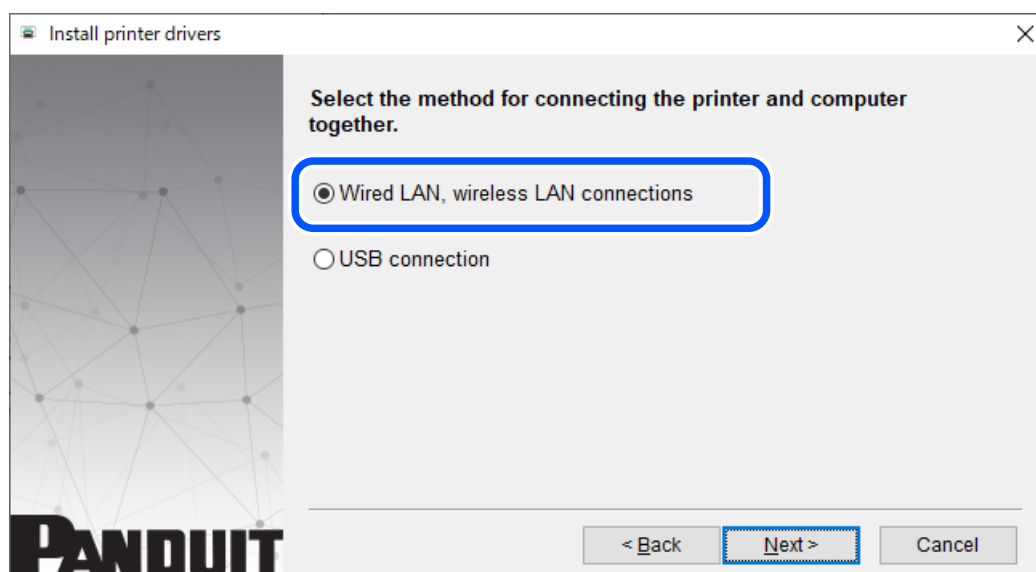 Install printer drivers
Select the method for connecting the printer and computer
together.
Wired LAN, wireless LAN connections
USB connection
PANDUIT
< Back
Next >
Cancel